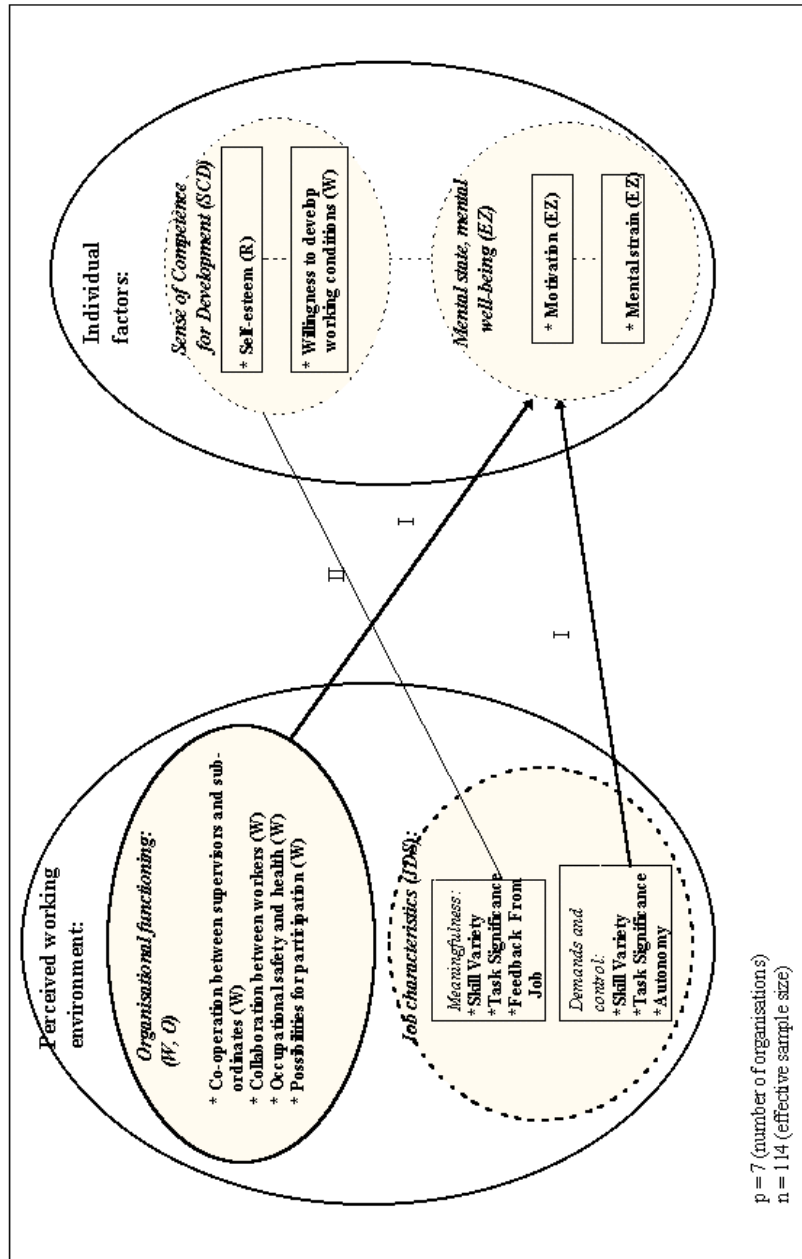 Perceived working
environment:
Organisational functioning:
(W, O)
* Co-operation between supervisors and sub-
ordinates (W)
* Collaboration between workers (W)
* Occupational safety and health (W)
* Possibilities for participation (W)
Job characteristics (JDS):
Meaningfulness:
*Skill Variety
*Task Significance
*Feedback From
Job
Demands and
control:
*Skill Variety
*Task Significance
*Autonomy
II
I
I
Individual
factors:
Sense of Competence
for Development (SCD)
* Self-esteem (R)
* Willingness to develop
working conditions (W)
Mental state, mental
well-being (EZ)
* Motivation (EZ)
* Mental strain (EZ)
p = 7 (number of organisations)
n = 114 (effective sample size)